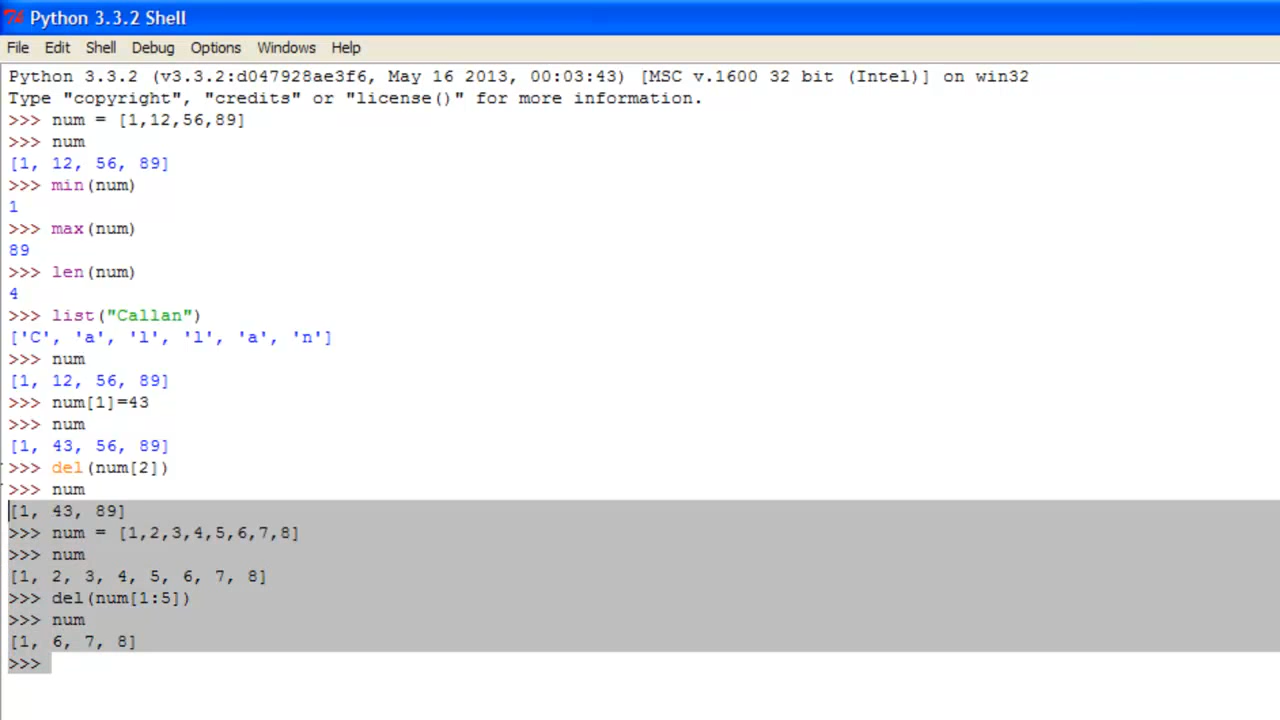 Python 3.3.2 Shell
File Edit Shell Debug Options Windows Help
Python 3.3.2 (v3.3.2:d047928ae3f6, May 16 2013, 00:03:43) [MSC v.1600 32 bit (Intel)] on win32
Type "copyright", "credits" or "license()" for more information.
>>> num = [1,12,56,89]
>>> num
[1, 12, 56, 89]
>>> min(num)
1
>>> max(num)
89
>>> len(num)
4
>>> list("Callan")
['C', 'a', 'l', 'l', 'a', 'n']
>>> num
[1, 12, 56, 89]
>>> num[1]=43
>>> num
[1, 43, 56, 89]
>>> del(num[2])
>>> num
[1, 43, 89]
>>> num = [1,2,3,4,5,6,7,8]
>>> num
[1, 2, 3, 4, 5, 6, 7, 8]
>>> del(num[1:5])
>>> num
[1, 6, 7, 8]
>>>